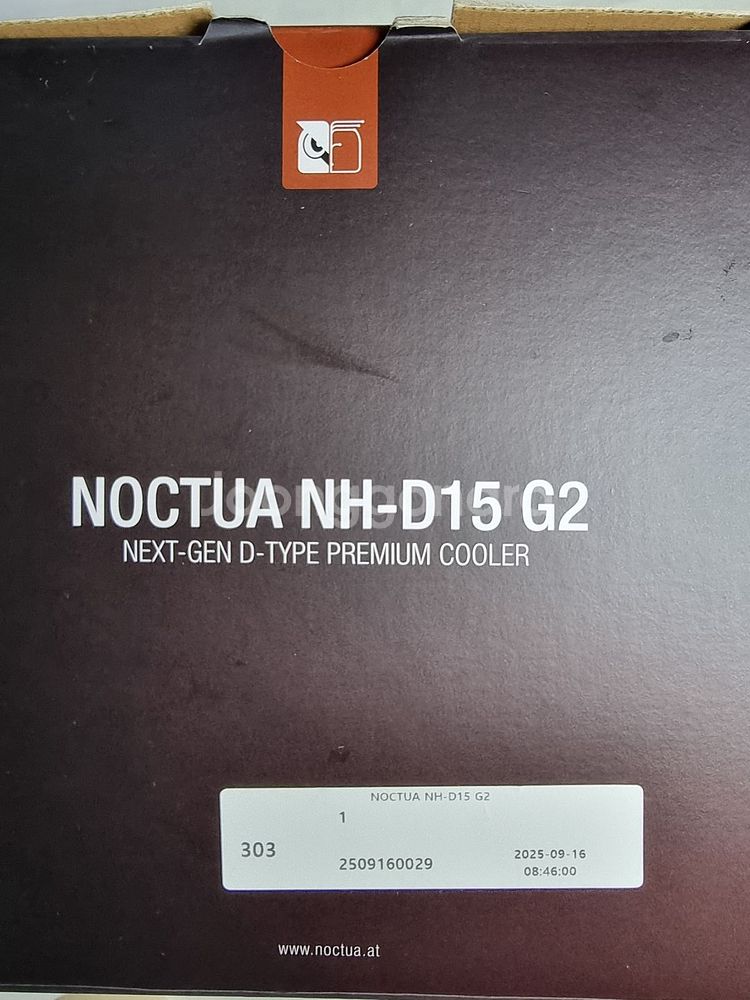 NOCTUA NH-D15 G2
Joonggonara
NEXT-GEN D-TYPE PREMIUM COOLER
NOCTUA NH-D15 G2
1
303
2509160029
2025-09-16
08:46:00
www.noctua.at